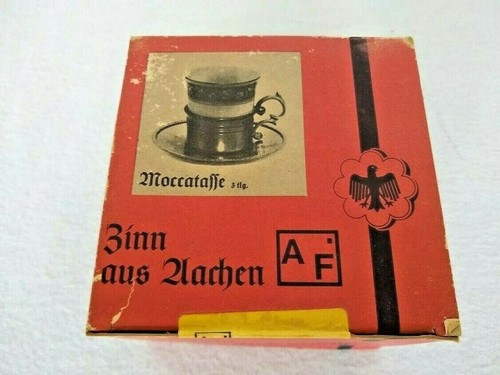 Moccatasse 3 tlg.
Zinn
aus Aachen
AF